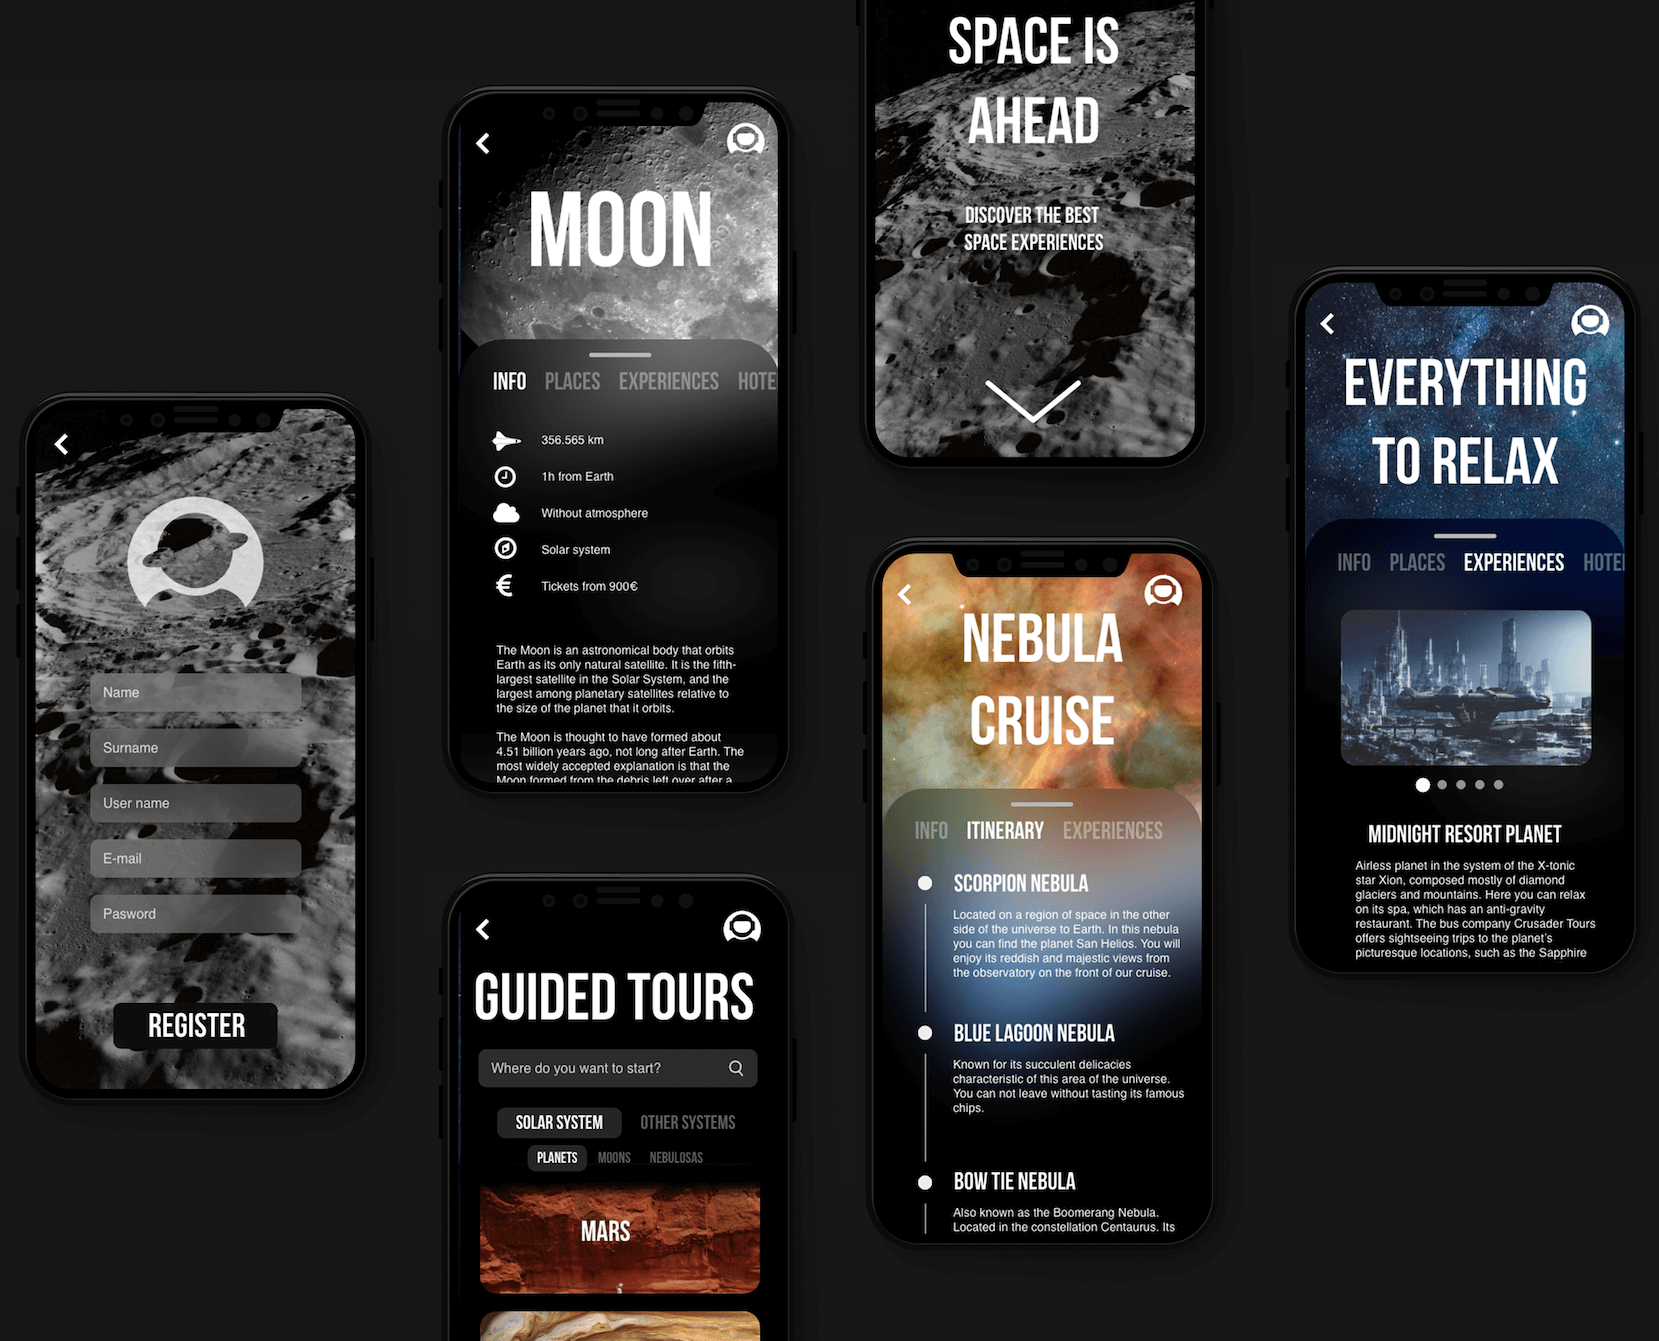 Name
Surname
User name
E-mail
Pasword
REGISTER
MOON
INFO PLACES EXPERIENCES HOTE
356.565 km
1h from Earth
Without atmosphere
Solar system
€ Tickets from 900€
The Moon is an astronomical body that orbits
Earth as its only natural satellite. It is the fifth-
largest satellite in the Solar System, and the
largest among planetary satellites relative to
the size of the planet that it orbits.
The Moon is thought to have formed about
4.51 billion years ago, not long after Earth. The
most widely accepted explanation is that the
Moon formed from the debris left over after a
GUIDED TOURS
Where do you want to start?
SOLAR SYSTEM OTHER SYSTEMS
PLANETS MOONS NEBULOSAS
MARS
SPACE IS
AHEAD
DISCOVER THE BEST
SPACE EXPERIENCES
NEBULA
CRUISE
INFO ITINERARY EXPERIENCES
SCORPION NEBULA
Located on a region of space in the other
side of the universe to Earth. In this nebula
you can find the planet San Helios. You will
enjoy its reddish and majestic views from
the observatory on the front of our cruise.
BLUE LAGOON NEBULA
Known for its succulent delicacies
characteristic of this area of the universe.
You can not leave without tasting its famous
chips.
BOW TIE NEBULA
Also known as the Boomerang Nebula.
Located in the constellation Centaurus. Its
EVERYTHING
TO RELAX
INFO PLACES EXPERIENCES HOTEL
MIDNIGHT RESORT PLANET
Airless planet in the system of the X-tonic
star Xion, composed mostly of diamond
glaciers and mountains. Here you can relax
on its spa, which has an anti-gravity
restaurant. The bus company Crusader Tours
offers sightseeing trips to the planet's
picturesque locations, such as the Sapphire